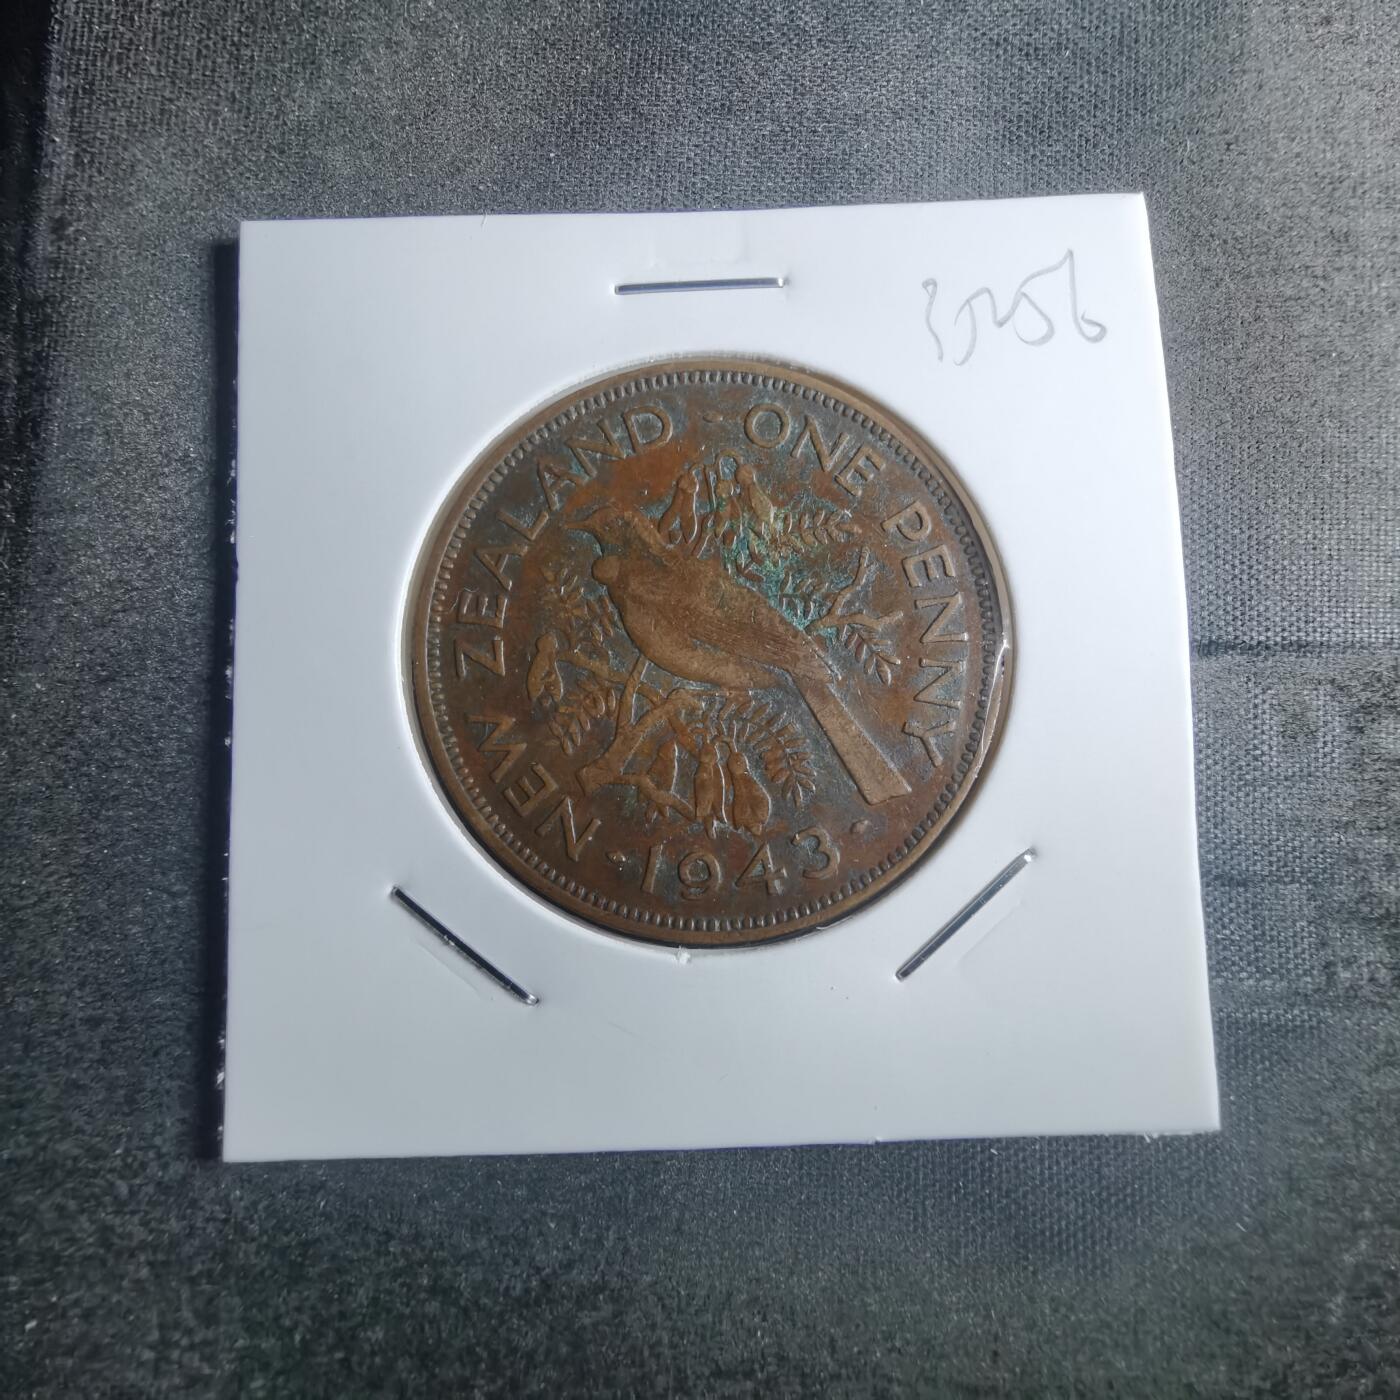 NEW ZEALAND · ONE PENNY
· 1943 ·